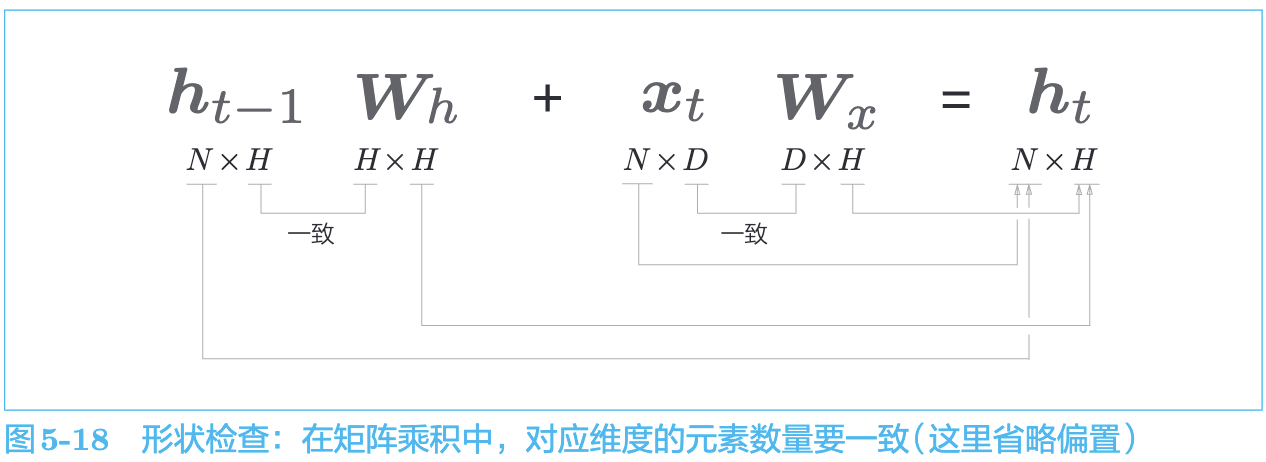 h_{t-1} W_h + x_t W_x = h_t
N × H H × H N × D D × H N × H
一致 一致
图 5-18 形状检查：在矩阵乘积中，对应维度的元素数量要一致（这里省略偏置）